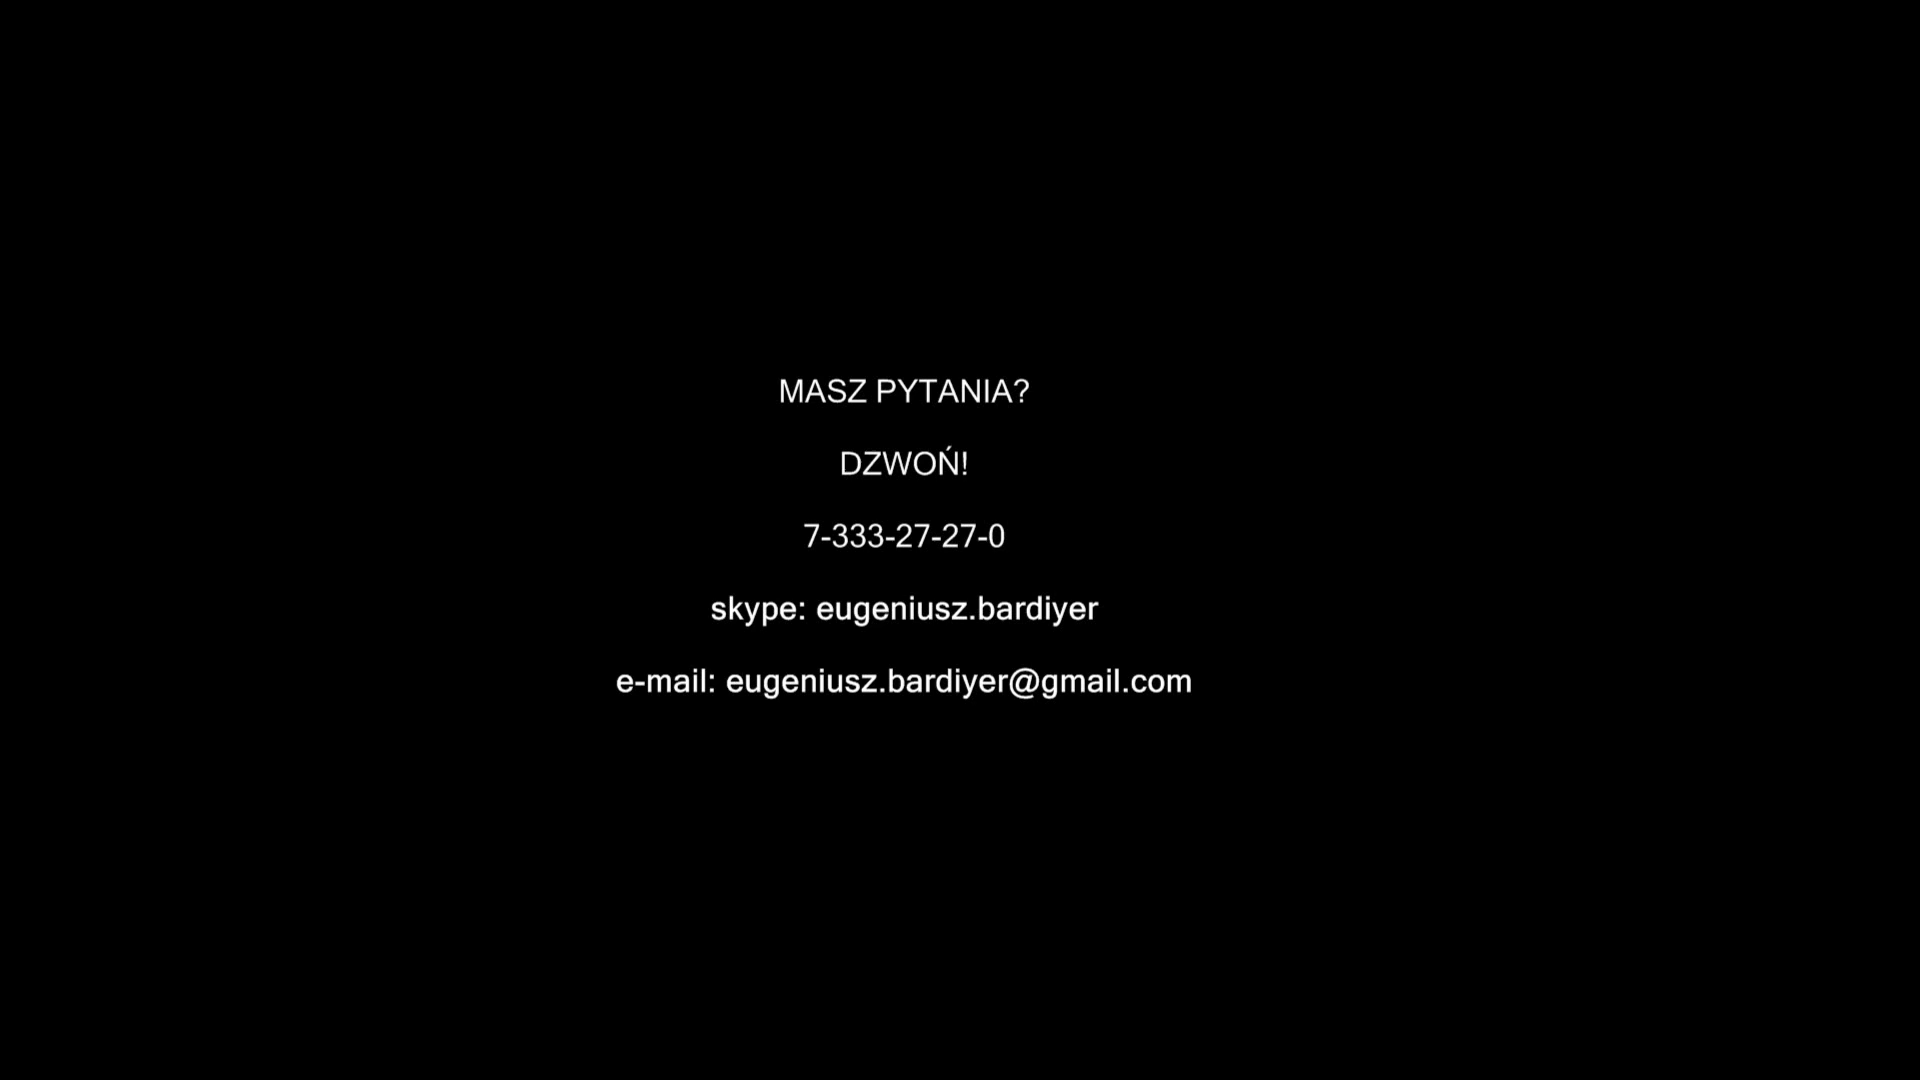 MASZ PYTANIA?
DZWOŃ!
7-333-27-27-0
skype: eugeniusz.bardiyer
e-mail: eugeniusz.bardiyer@gmail.com